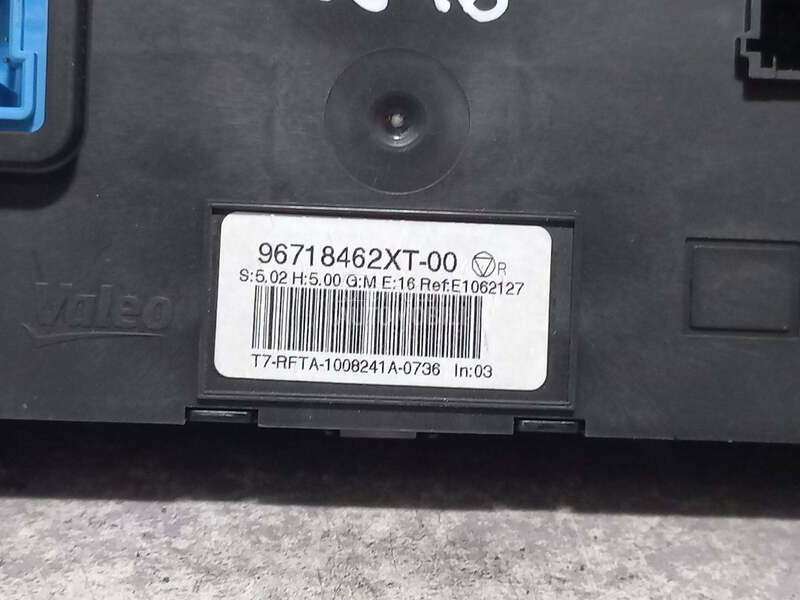 96718462XT-00 R
S:5.02 H:5.00 G:M E:16 Ref:E1062127
T7-RFTA-1008241A-0736 In:03
Valeo